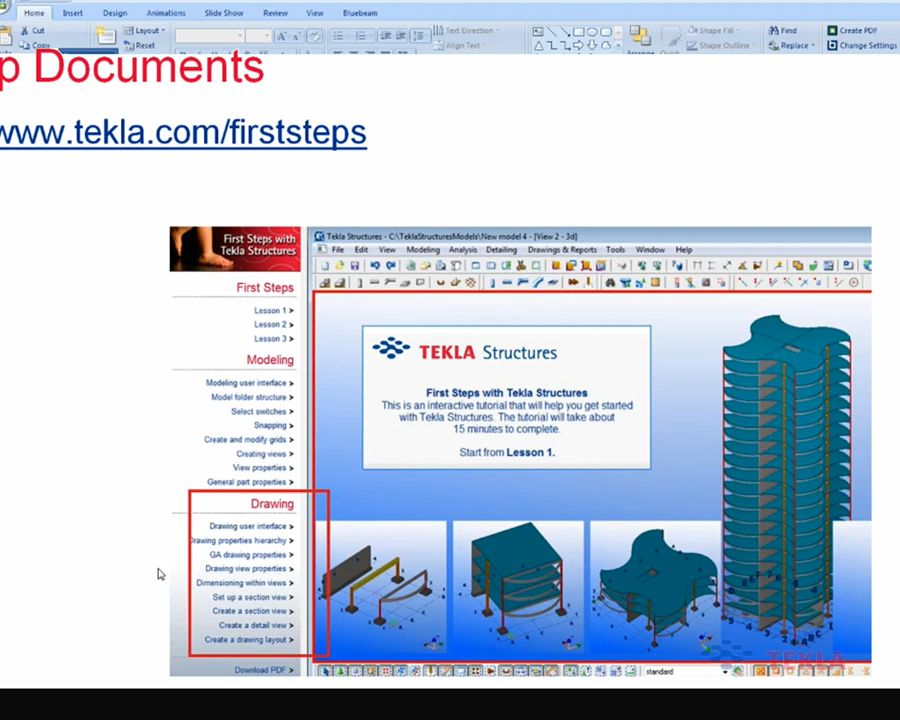 Home Insert Design Animations Slide Show Review View Bluebeam
Cut Layout Text Direction Shape Fill Find Create PDF
Copy Reset Align Text Arrange Shape Outline Replace Change Settings
p Documents
www.tekla.com/firststeps
First Steps with
Tekla Structures
First Steps
Lesson 1
Lesson 2
Lesson 3
Modeling
Modeling user interface
Model folder structure
Select switches
Snapping
Create and modify grids
Creating views
View properties
General part properties
Drawing
Drawing user interface
Drawing properties hierarchy
GA drawing properties
Drawing view properties
Dimensioning within views
Set up a section view
Create a section view
Create a detail view
Create a drawing layout
Download PDF
Tekla Structures - C:\TeklaStructuresModels\New model 4 - [View 2 - 3d]
File Edit View Modeling Analysis Detailing Drawings & Reports Tools Window Help
TEKLA Structures
First Steps with Tekla Structures
This is an interactive tutorial that will help you get started
with Tekla Structures. The tutorial will take about
15 minutes to complete.
Start from Lesson 1.
standard
TEKLA